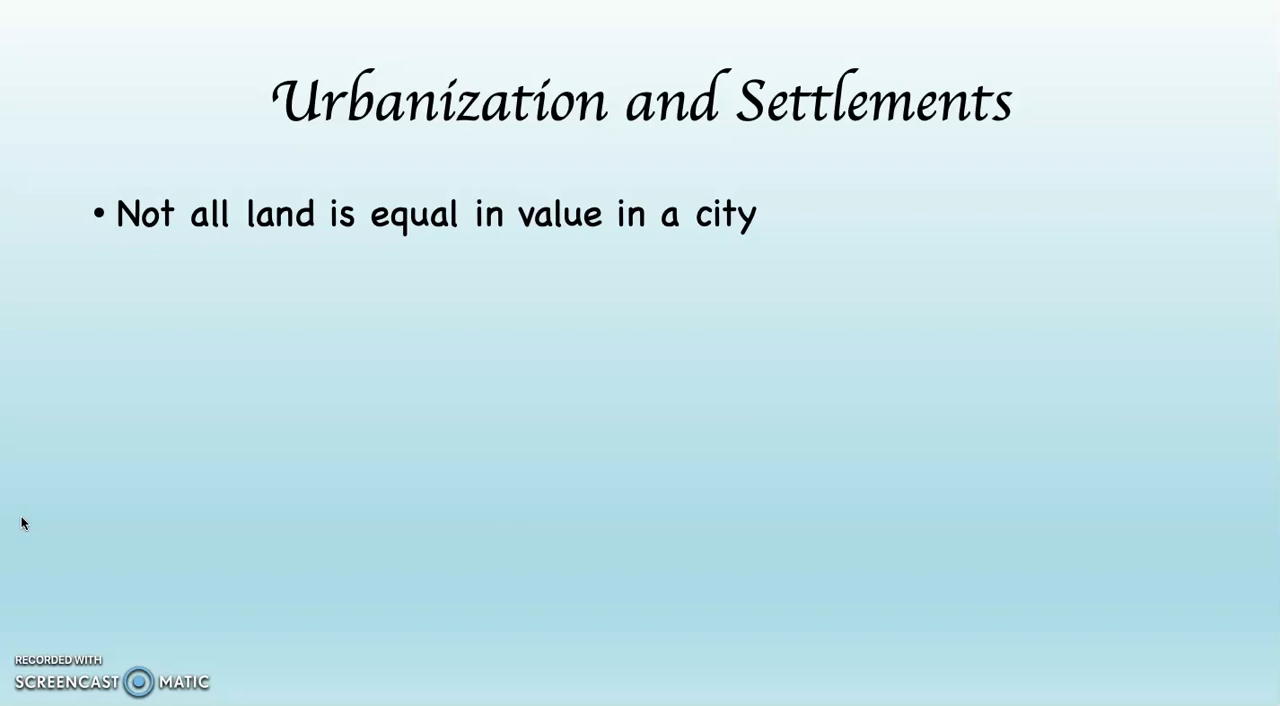 Urbanization and Settlements
• Not all land is equal in value in a city
RECORDED WITH
SCREENCAST MATIC